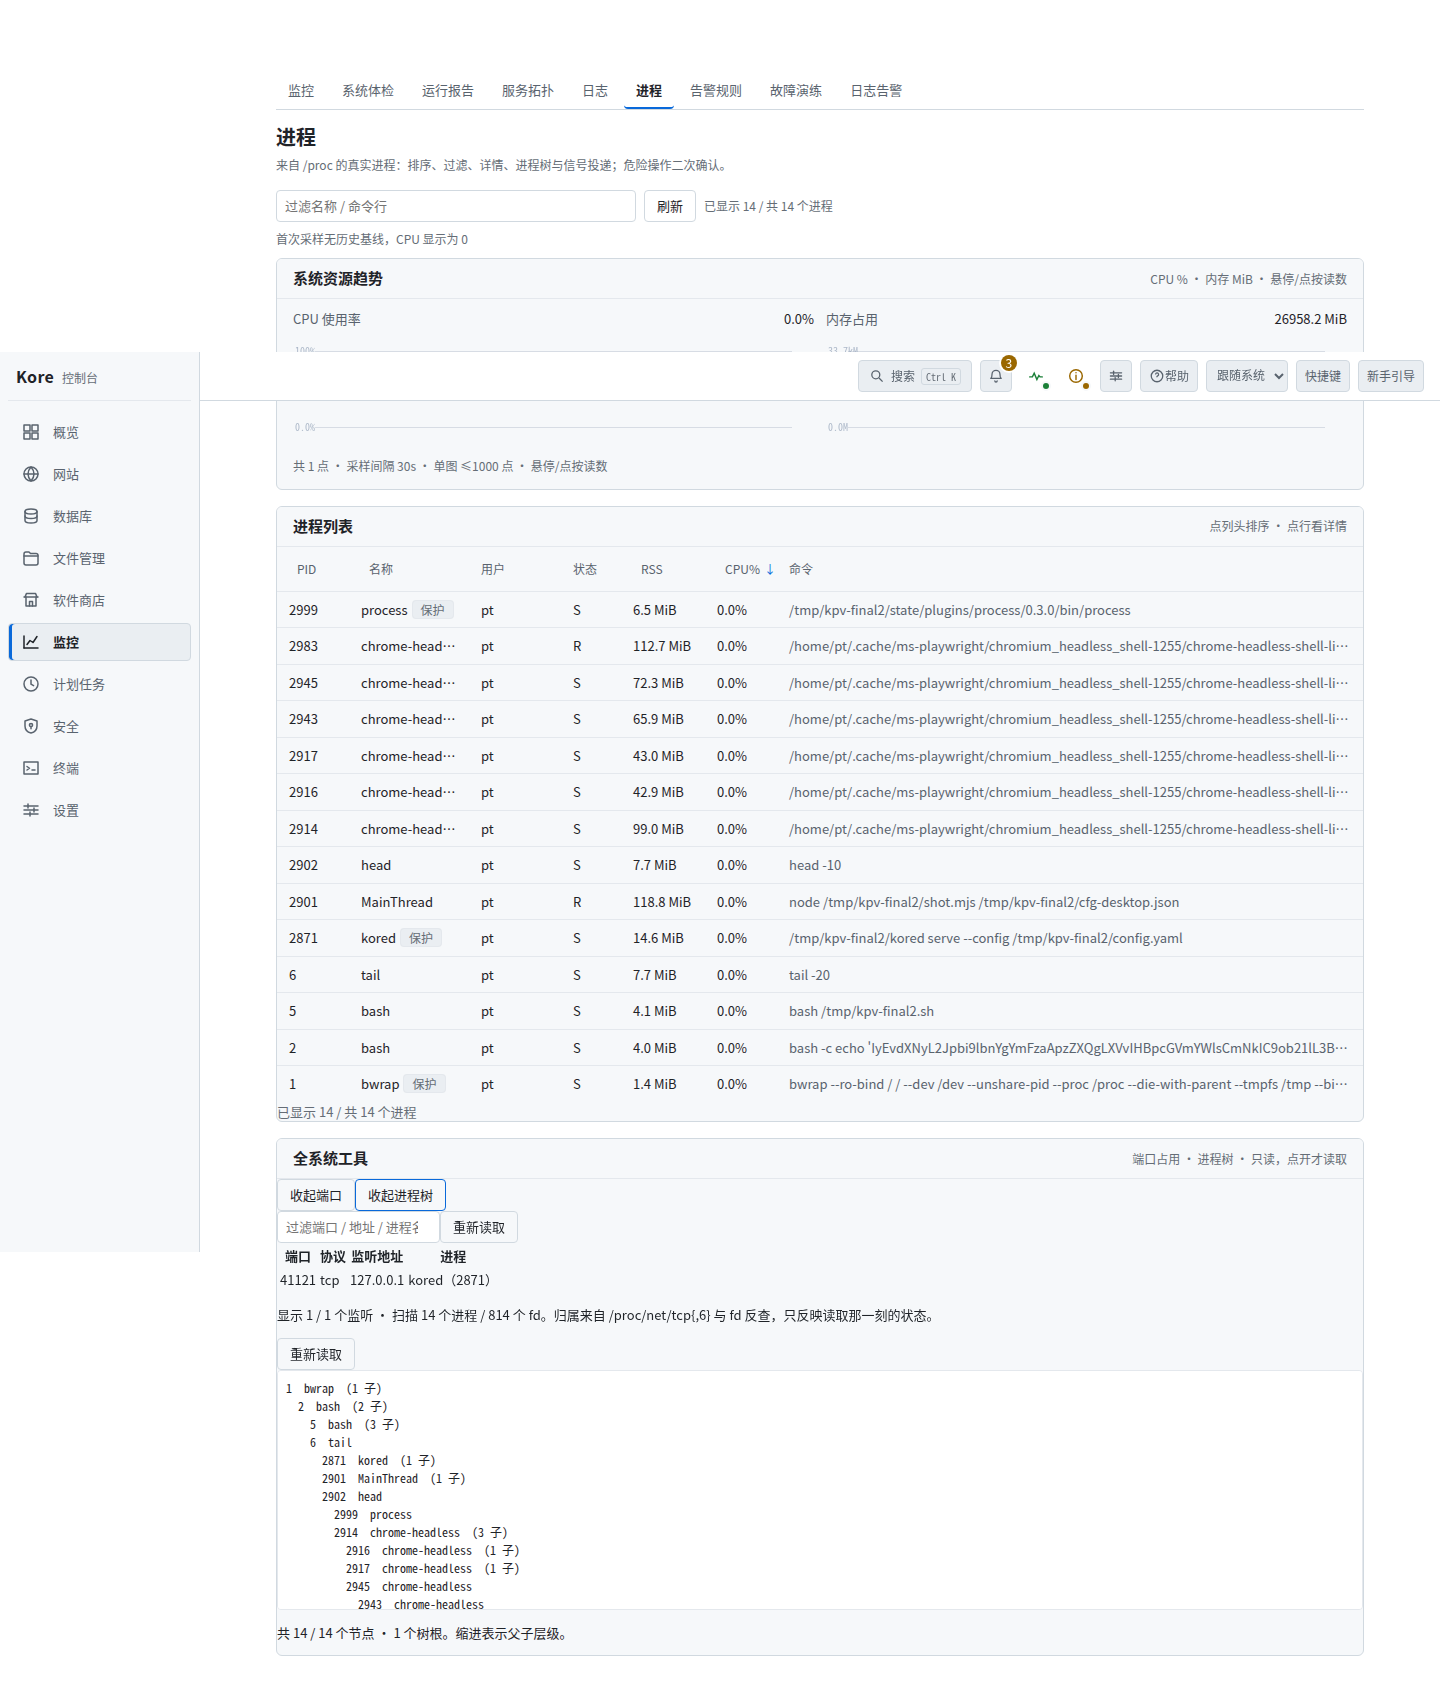 监控 系统体检 运行报告 服务拓扑 日志 进程 告警规则 故障演练 日志告警
进程
来自 /proc 的真实进程：排序、过滤、详情、进程树与信号投递；危险操作二次确认。
过滤名称 / 命令行 刷新 已显示 14 / 共 14 个进程
首次采样无历史基线，CPU 显示为 0
系统资源趋势 CPU % · 内存 MiB · 悬停/点按读数
CPU 使用率 0.0% 内存占用 26958.2 MiB
Kore 控制台
搜索 Ctrl K 3 帮助 跟随系统 快捷键 新手引导
概览
网站
数据库
文件管理
软件商店
监控
计划任务
安全
终端
设置
0.0% 0.0M
共 1 点 · 采样间隔 30s · 单图 ≤1000 点 · 悬停/点按读数
进程列表 点列头排序 · 点行看详情
PID 名称 用户 状态 RSS CPU% ↓ 命令
2999 process 保护 pt S 6.5 MiB 0.0% /tmp/kpv-final2/state/plugins/process/0.3.0/bin/process
2983 chrome-head… pt R 112.7 MiB 0.0% /home/pt/.cache/ms-playwright/chromium_headless_shell-1255/chrome-headless-shell-li…
2945 chrome-head… pt S 72.3 MiB 0.0% /home/pt/.cache/ms-playwright/chromium_headless_shell-1255/chrome-headless-shell-li…
2943 chrome-head… pt S 65.9 MiB 0.0% /home/pt/.cache/ms-playwright/chromium_headless_shell-1255/chrome-headless-shell-li…
2917 chrome-head… pt S 43.0 MiB 0.0% /home/pt/.cache/ms-playwright/chromium_headless_shell-1255/chrome-headless-shell-li…
2916 chrome-head… pt S 42.9 MiB 0.0% /home/pt/.cache/ms-playwright/chromium_headless_shell-1255/chrome-headless-shell-li…
2914 chrome-head… pt S 99.0 MiB 0.0% /home/pt/.cache/ms-playwright/chromium_headless_shell-1255/chrome-headless-shell-li…
2902 head pt S 7.7 MiB 0.0% head -10
2901 MainThread pt R 118.8 MiB 0.0% node /tmp/kpv-final2/shot.mjs /tmp/kpv-final2/cfg-desktop.json
2871 kored 保护 pt S 14.6 MiB 0.0% /tmp/kpv-final2/kored serve --config /tmp/kpv-final2/config.yaml
6 tail pt S 7.7 MiB 0.0% tail -20
5 bash pt S 4.1 MiB 0.0% bash /tmp/kpv-final2.sh
2 bash pt S 4.0 MiB 0.0% bash -c echo
1 bwrap 保护 pt S 1.4 MiB 0.0% bwrap --ro-bind / / --dev /dev --unshare-pid --proc /proc --die-with-parent --tmpfs /tmp --bi…
已显示 14 / 共 14 个进程
全系统工具 端口占用 · 进程树 · 只读，点开才读取
收起端口 收起进程树
过滤端口 / 地址 / 进程 重新读取
端口 协议 监听地址 进程
41121 tcp 127.0.0.1 kored（2871）
显示 1 / 1 个监听 · 扫描 14 个进程 / 814 个 fd。归属来自 /proc/net/tcp{,6} 与 fd 反查，只反映读取那一刻的状态。
重新读取
1 bwrap （1 子）
2 bash （2 子）
5 bash （3 子）
6 tail
2871 kored （1 子）
2901 MainThread （1 子）
2902 head
2999 process
2914 chrome-headless （3 子）
2916 chrome-headless （1 子）
2917 chrome-headless （1 子）
2945 chrome-headless
2943 chrome-headless
共 14 / 14 个节点 · 1 个树根。缩进表示父子层级。